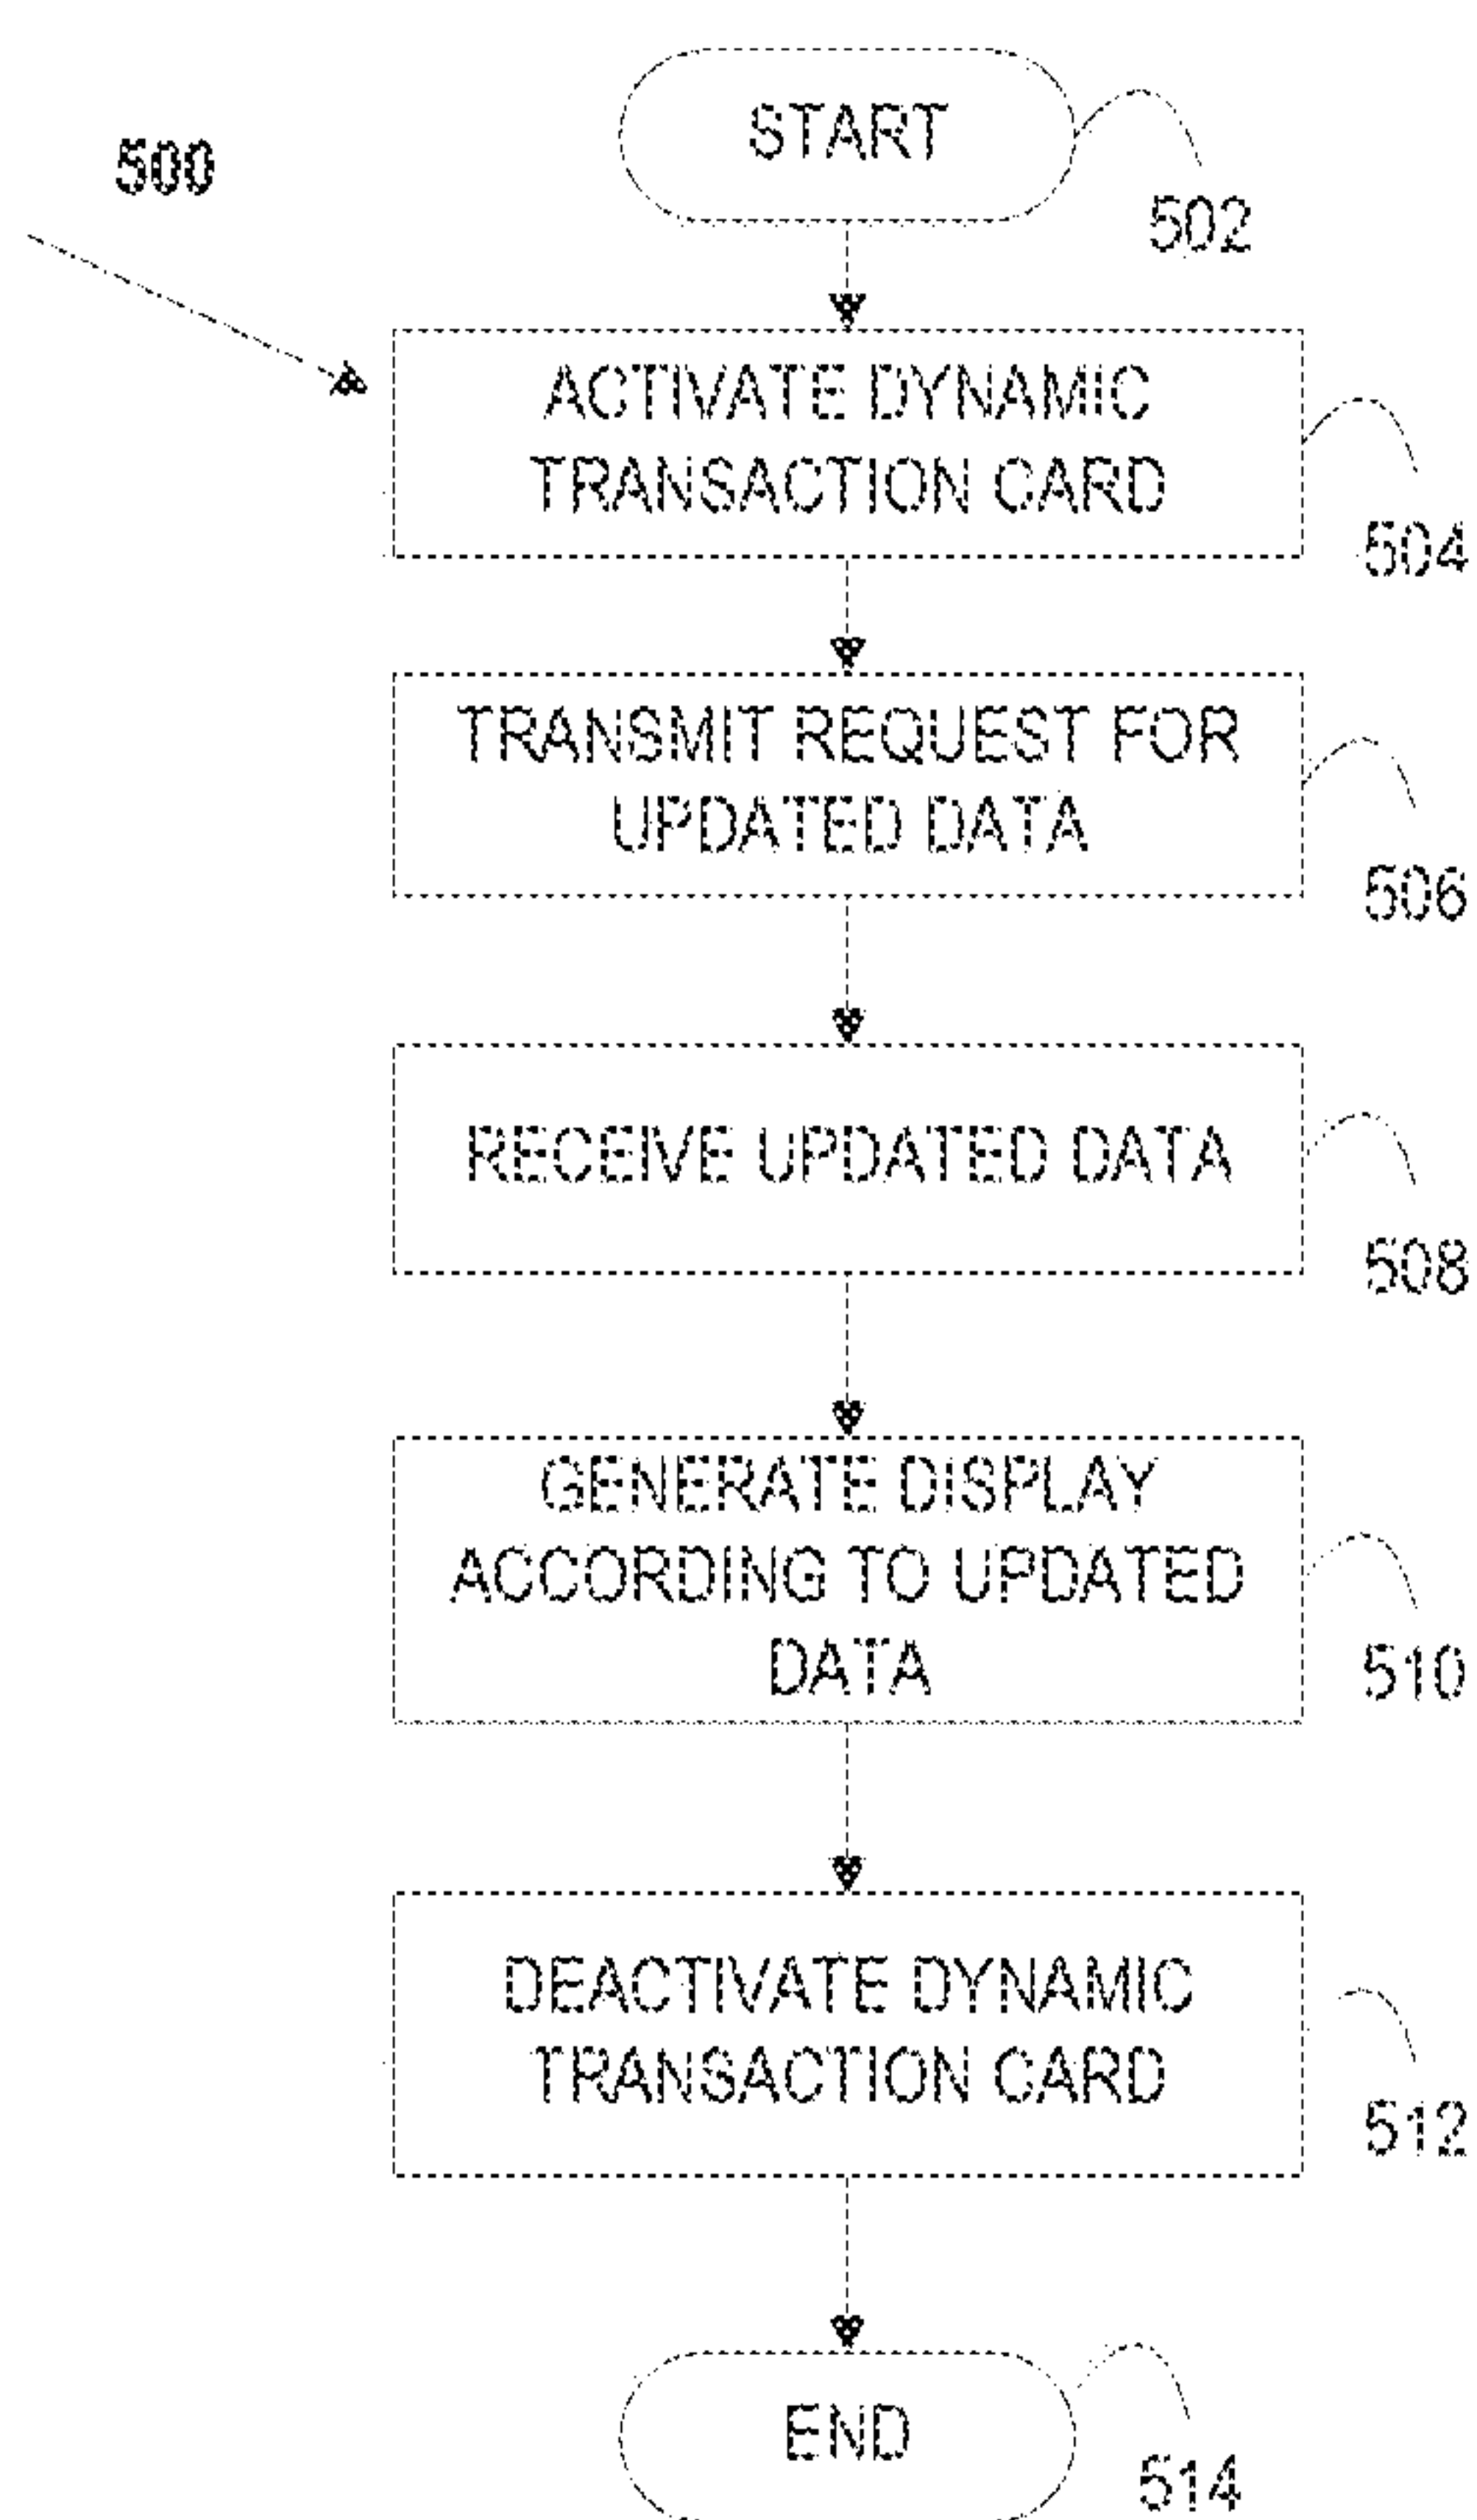 START
500
502
ACTIVATE DYNAMIC
TRANSACTION CARD
504
TRANSMIT REQUEST FOR
UPDATED DATA
506
RECEIVE UPDATED DATA
508
GENERATE DISPLAY
ACCORDING TO UPDATED
DATA
510
DEACTIVATE DYNAMIC
TRANSACTION CARD
512
END
514